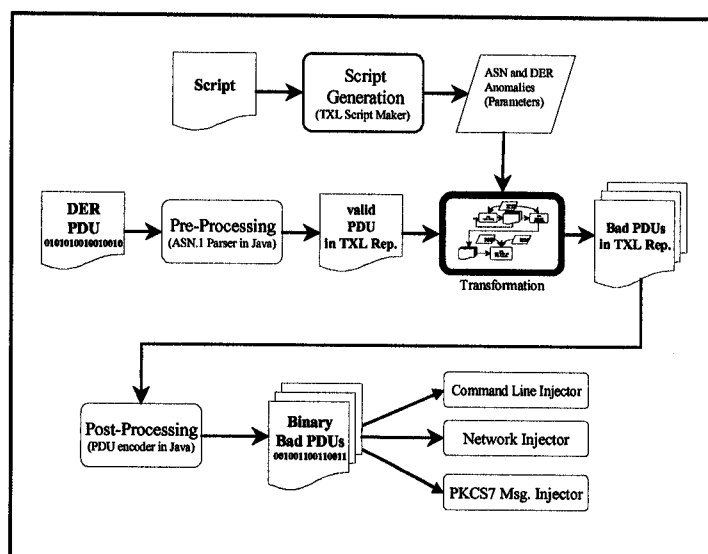 Script
Script
Generation
(TXL Script Maker)
ASN and DER
Anomalies
(Parameters)
DER
PDU
0101010010010010
Pre-Processing
(ASN.1 Parser in Java)
valid
PDU
in TXL Rep.
Transformation
Bad PDUs
in TXL Rep.
Post-Processing
(PDU encoder in Java)
Binary
Bad PDUs
001001100110011
Command Line Injector
Network Injector
PKCS7 Msg. Injector